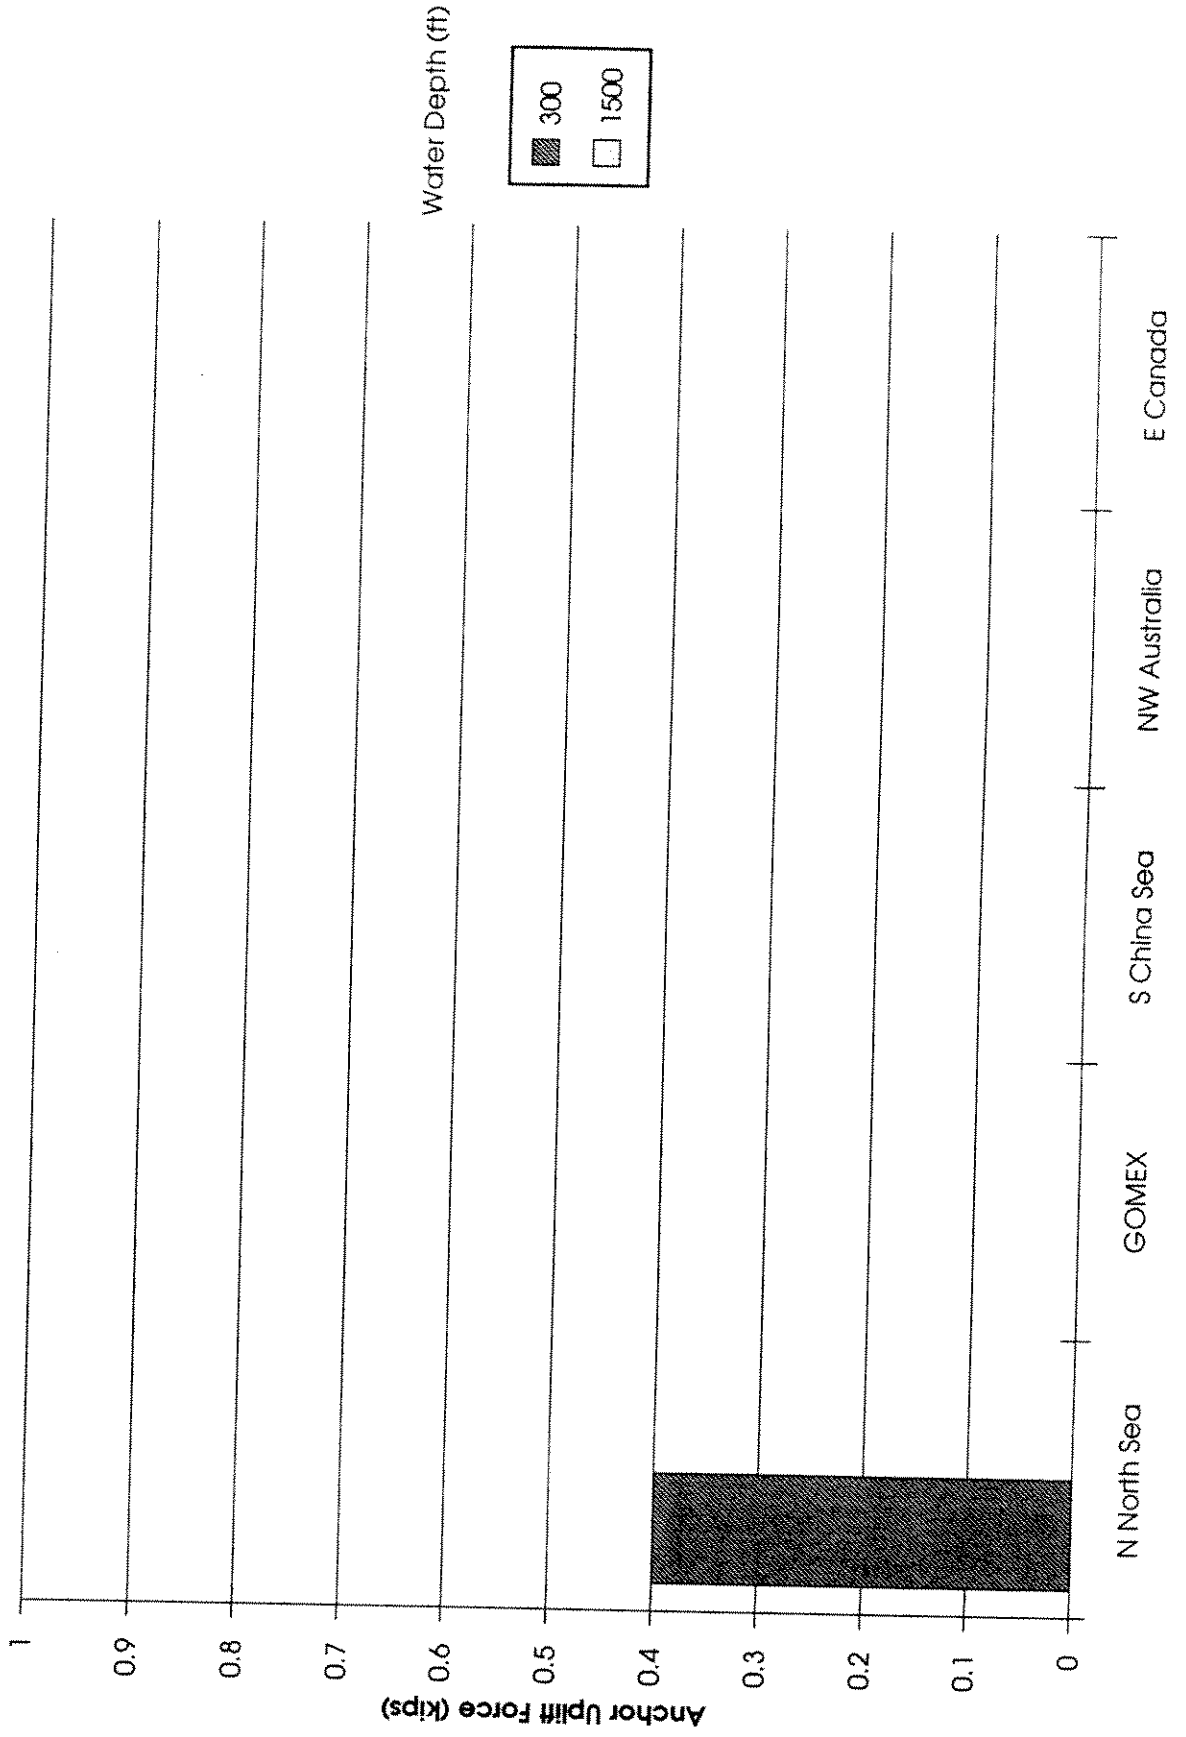 Anchor Uplift Force (kips)
1
0.9
0.8
0.7
0.6
0.5
0.4
0.3
0.2
0.1
0
N North Sea
GOMEX
S China Sea
NW Australia
E Canada
Water Depth (ft)
300
1500